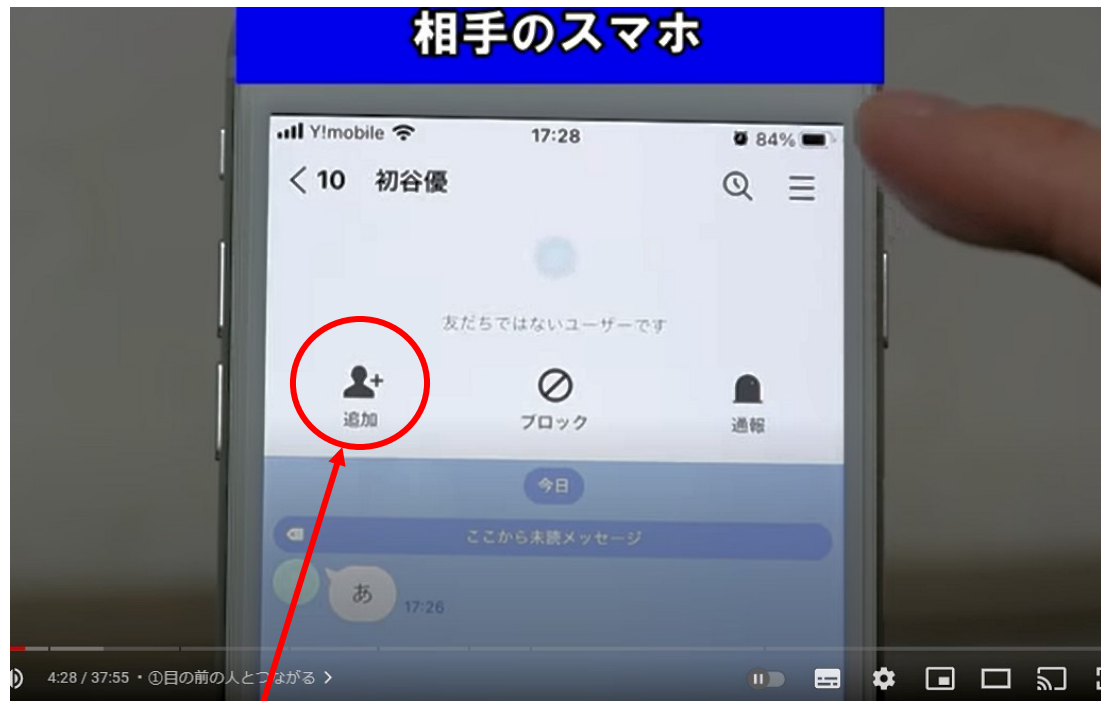 相手のスマホ
Y!mobile 17:28 84%
10 初谷優
友だちではないユーザーです
追加 ブロック 通報
今日
ここから未読メッセージ
あ 17:26
4:28 / 37:55 ・ ①目の前の人とつながる